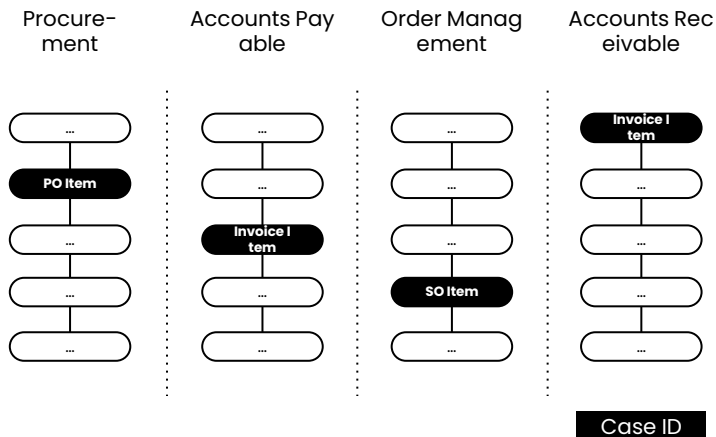 Procure-
ment
Accounts Pay
able
Order Manag
ement
Accounts Rec
eivable
...
PO Item
...
...
...
...
...
Invoice I
tem
...
...
...
...
...
SO Item
...
Invoice I
tem
...
...
...
...
Case ID